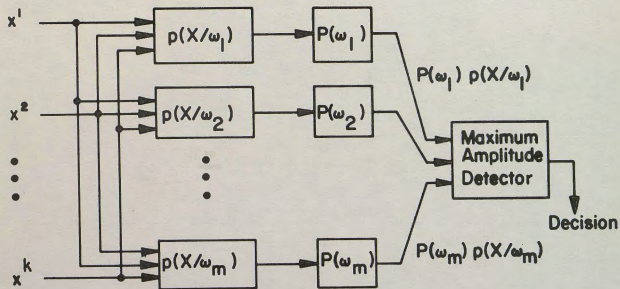 x¹ p(X/ω₁) P(ω₁)
P(ω₁) p(X/ω₁)
x² p(X/ω₂) P(ω₂)
Maximum
Amplitude
Detector
Decision
xᵏ p(X/ωₘ) P(ωₘ)
P(ωₘ) p(X/ωₘ)